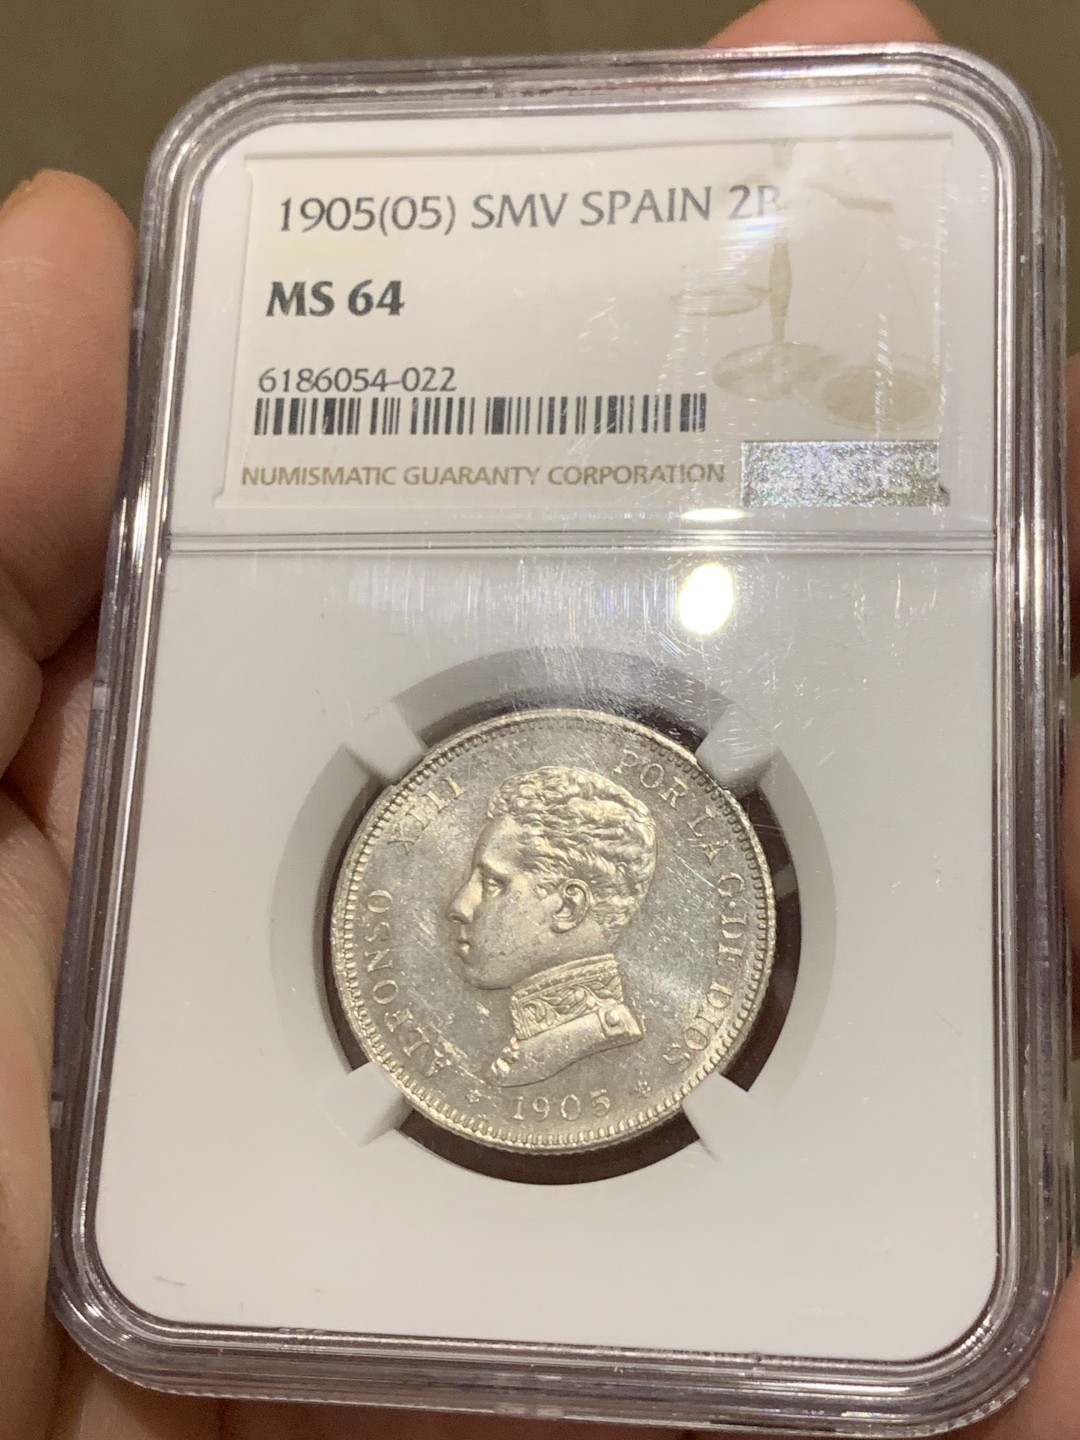 1905(05) SMV SPAIN 2P
MS 64
6186054-022
NUMISMATIC GUARANTY CORPORATION
ALFONSO XIII POR LA G. DE DIOS
* 1905 *